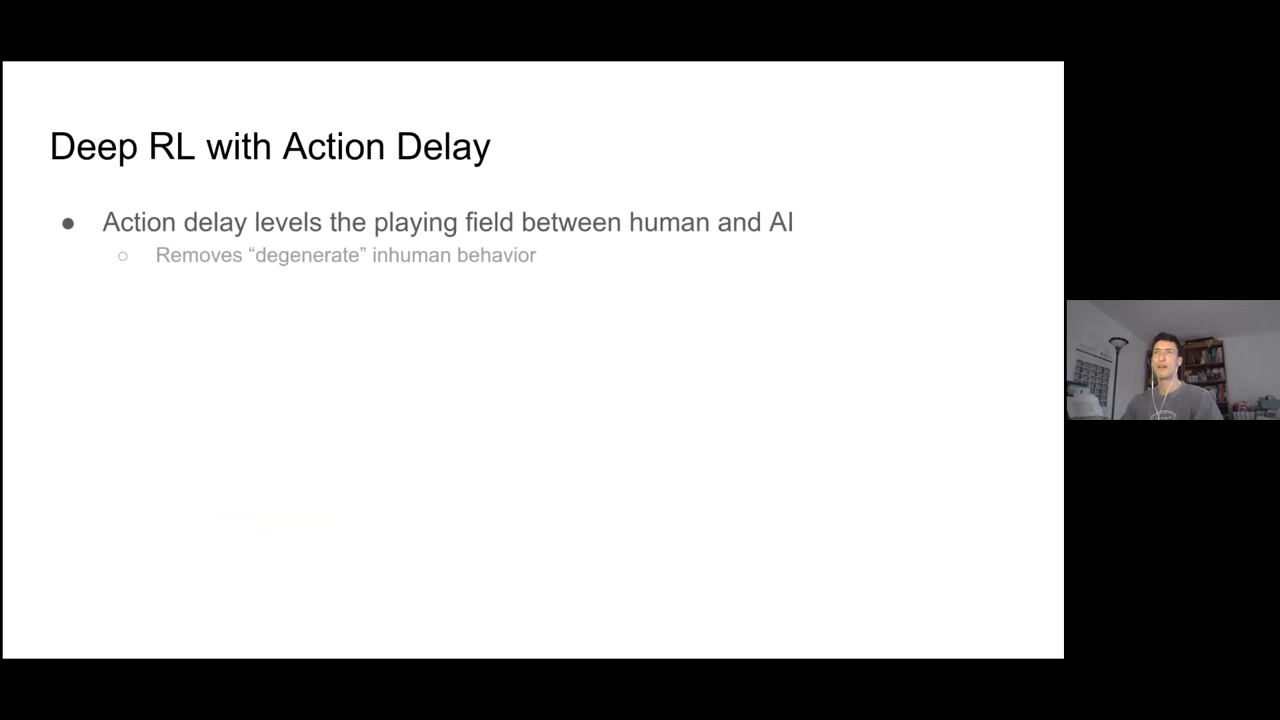 Deep RL with Action Delay
● Action delay levels the playing field between human and AI
○ Removes “degenerate” inhuman behavior